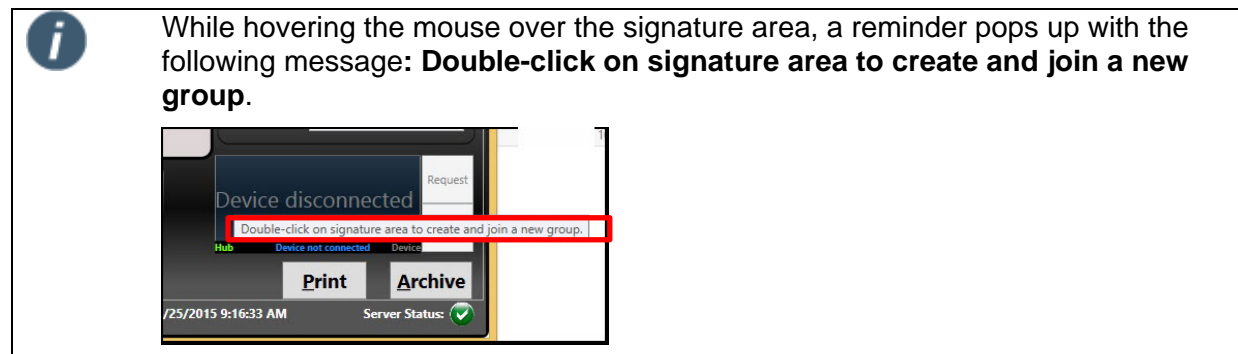 While hovering the mouse over the signature area, a reminder pops up with the
following message: Double-click on signature area to create and join a new
group.
Request
Device disconnected
Double-click on signature area to create and join a new group.
Hub Device not connected Device
Print Archive
/25/2015 9:16:33 AM Server Status: